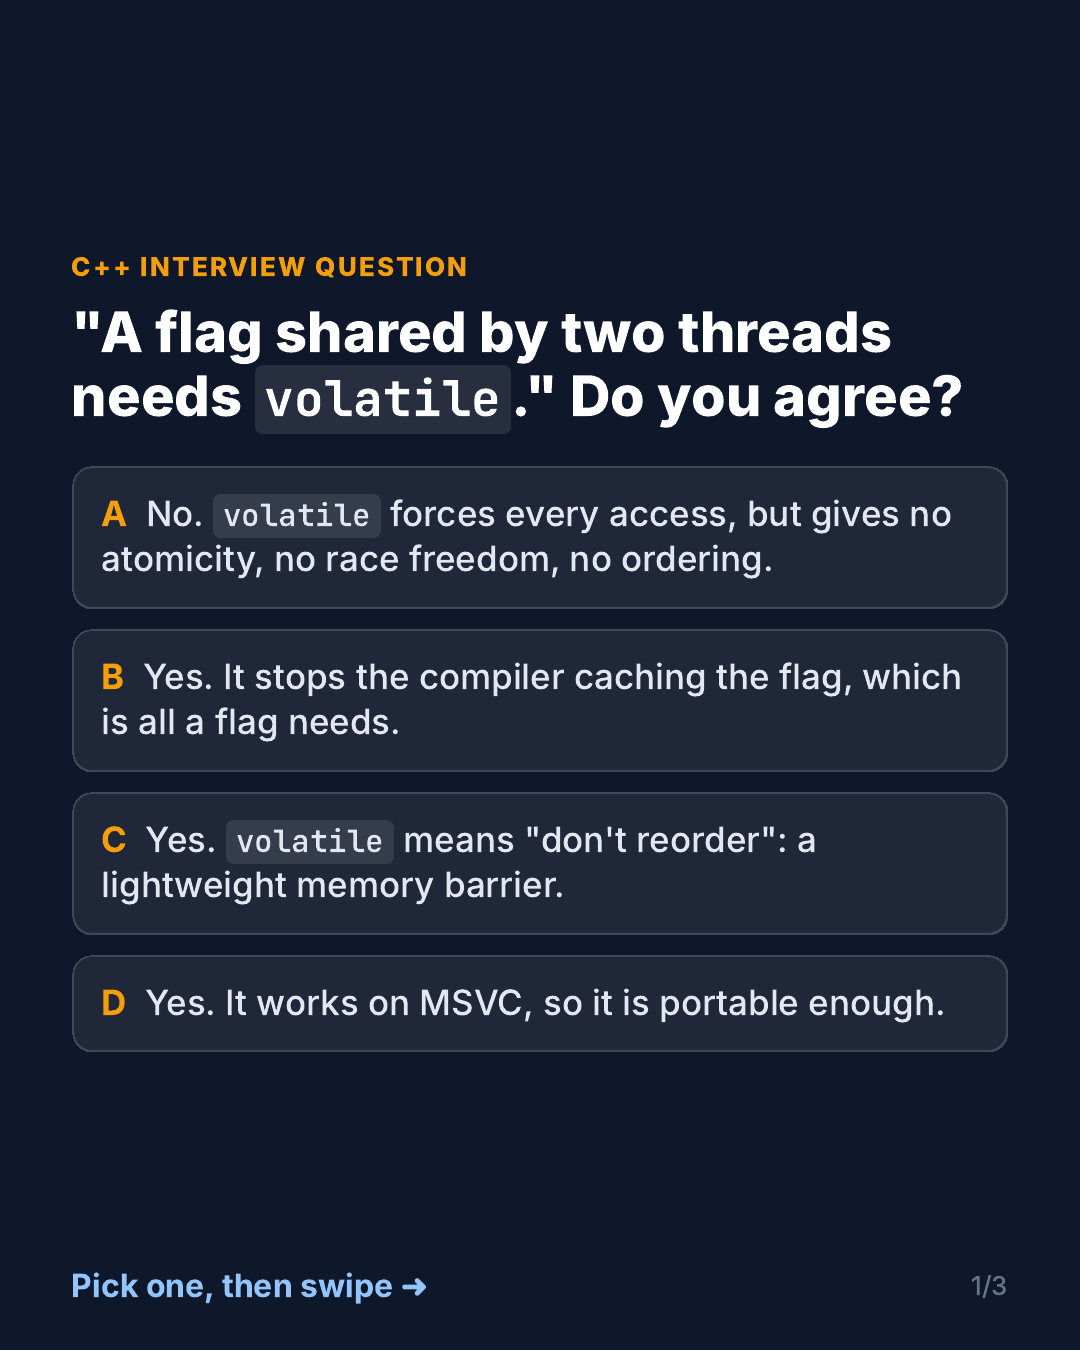 C++ INTERVIEW QUESTION
"A flag shared by two threads
needs volatile." Do you agree?
A No. volatile forces every access, but gives no
atomicity, no race freedom, no ordering.
B Yes. It stops the compiler caching the flag, which
is all a flag needs.
C Yes. volatile means "don't reorder": a
lightweight memory barrier.
D Yes. It works on MSVC, so it is portable enough.
Pick one, then swipe ➜
1/3